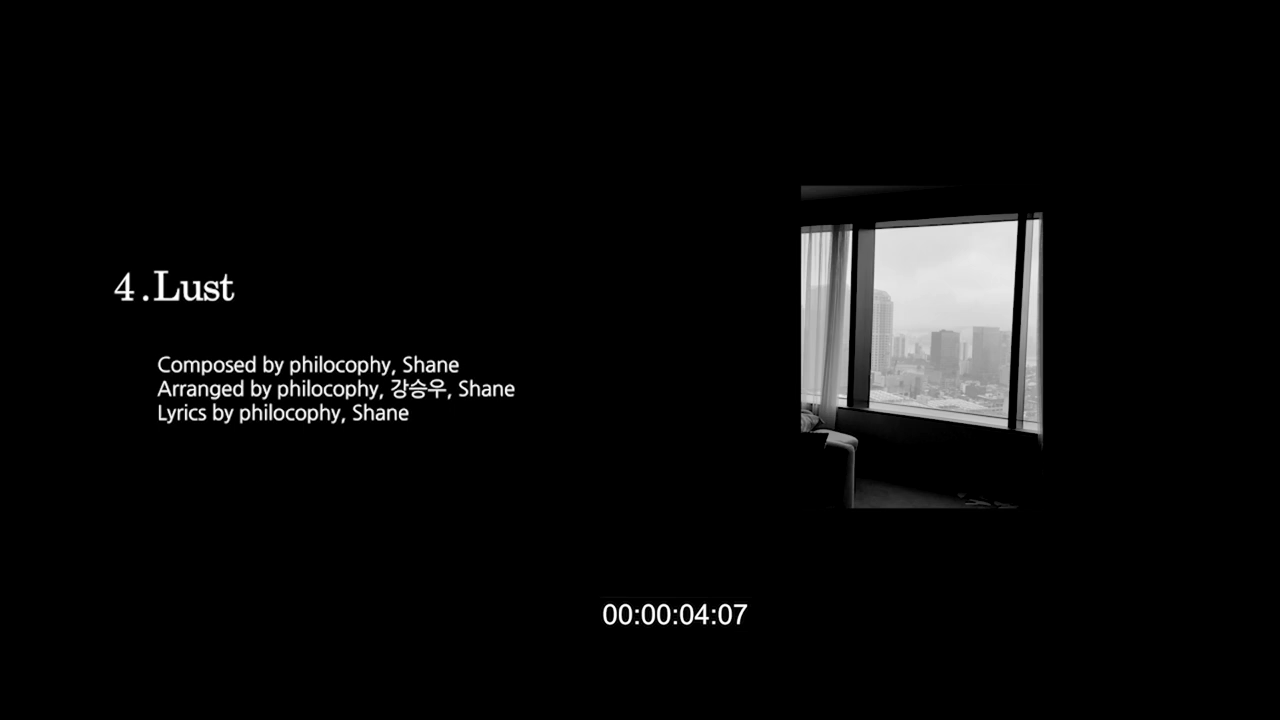 4 .Lust
Composed by philocophy, Shane
Arranged by philocophy, 강승우, Shane
Lyrics by philocophy, Shane
00:00:04:07